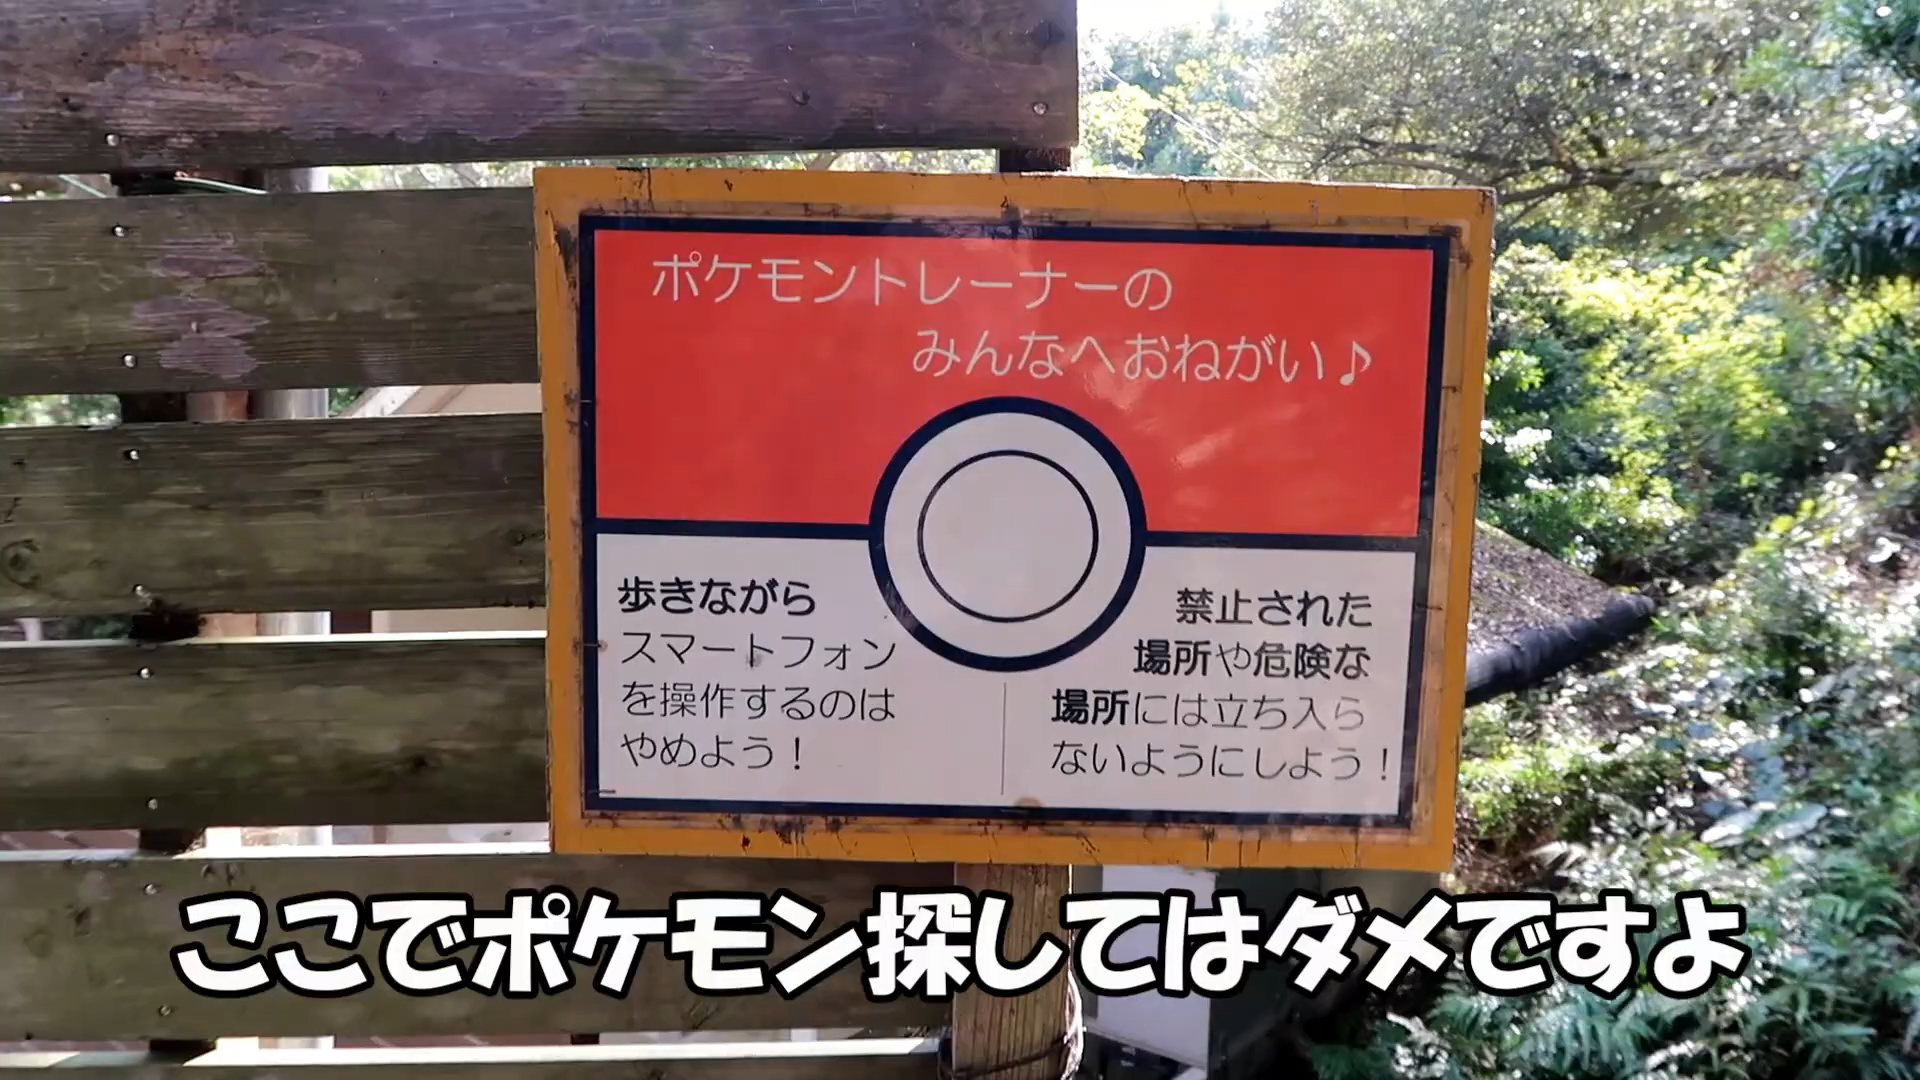 ポケモントレーナーの
みんなへおねがい♪
歩きながら
スマートフォン
を操作するのは
やめよう！
禁止された
場所や危険な
場所には立ち入ら
ないようにしよう！
ここでポケモン探してはダメですよ